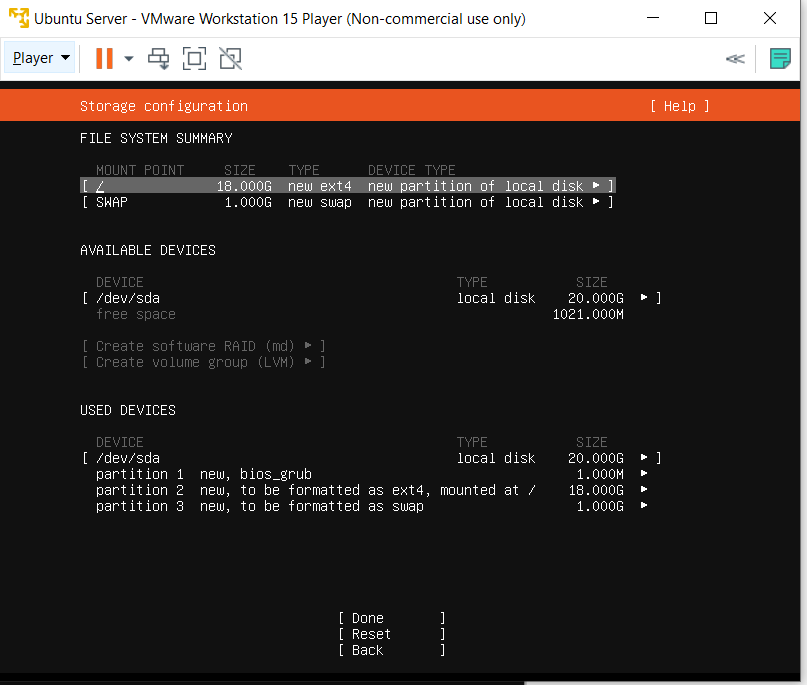 Ubuntu Server - VMware Workstation 15 Player (Non-commercial use only)
Player
Storage configuration [ Help ]
FILE SYSTEM SUMMARY
MOUNT POINT SIZE TYPE DEVICE TYPE
[ / 18.000G new ext4 new partition of local disk ▸ ]
[ SWAP 1.000G new swap new partition of local disk ▸ ]
AVAILABLE DEVICES
DEVICE TYPE SIZE
[ /dev/sda local disk 20.000G ▸ ]
free space 1021.000M
[ Create software RAID (md) ▸ ]
[ Create volume group (LVM) ▸ ]
USED DEVICES
DEVICE TYPE SIZE
[ /dev/sda local disk 20.000G ▸ ]
partition 1 new, bios_grub 1.000M ▸
partition 2 new, to be formatted as ext4, mounted at / 18.000G ▸
partition 3 new, to be formatted as swap 1.000G ▸
[ Done ]
[ Reset ]
[ Back ]